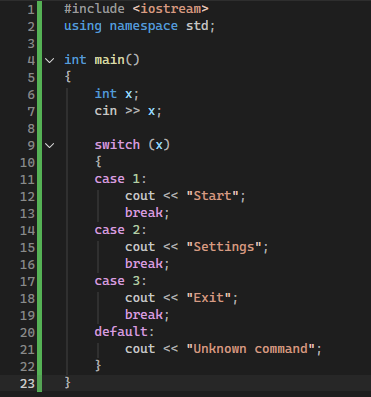 1 #include <iostream>
2 using namespace std;
3
4 int main()
5 {
6     int x;
7     cin >> x;
8
9     switch (x)
10     {
11     case 1:
12         cout << "Start";
13         break;
14     case 2:
15         cout << "Settings";
16         break;
17     case 3:
18         cout << "Exit";
19         break;
20     default:
21         cout << "Unknown command";
22     }
23 }